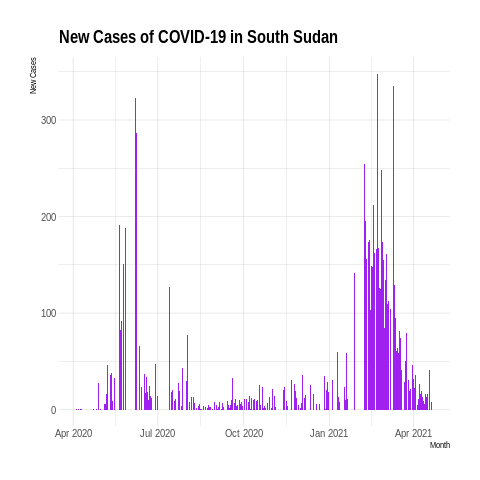 New Cases of COVID-19 in South Sudan
New Cases
300
200
100
0
Apr 2020 Jul 2020 Oct 2020 Jan 2021 Apr 2021
Month